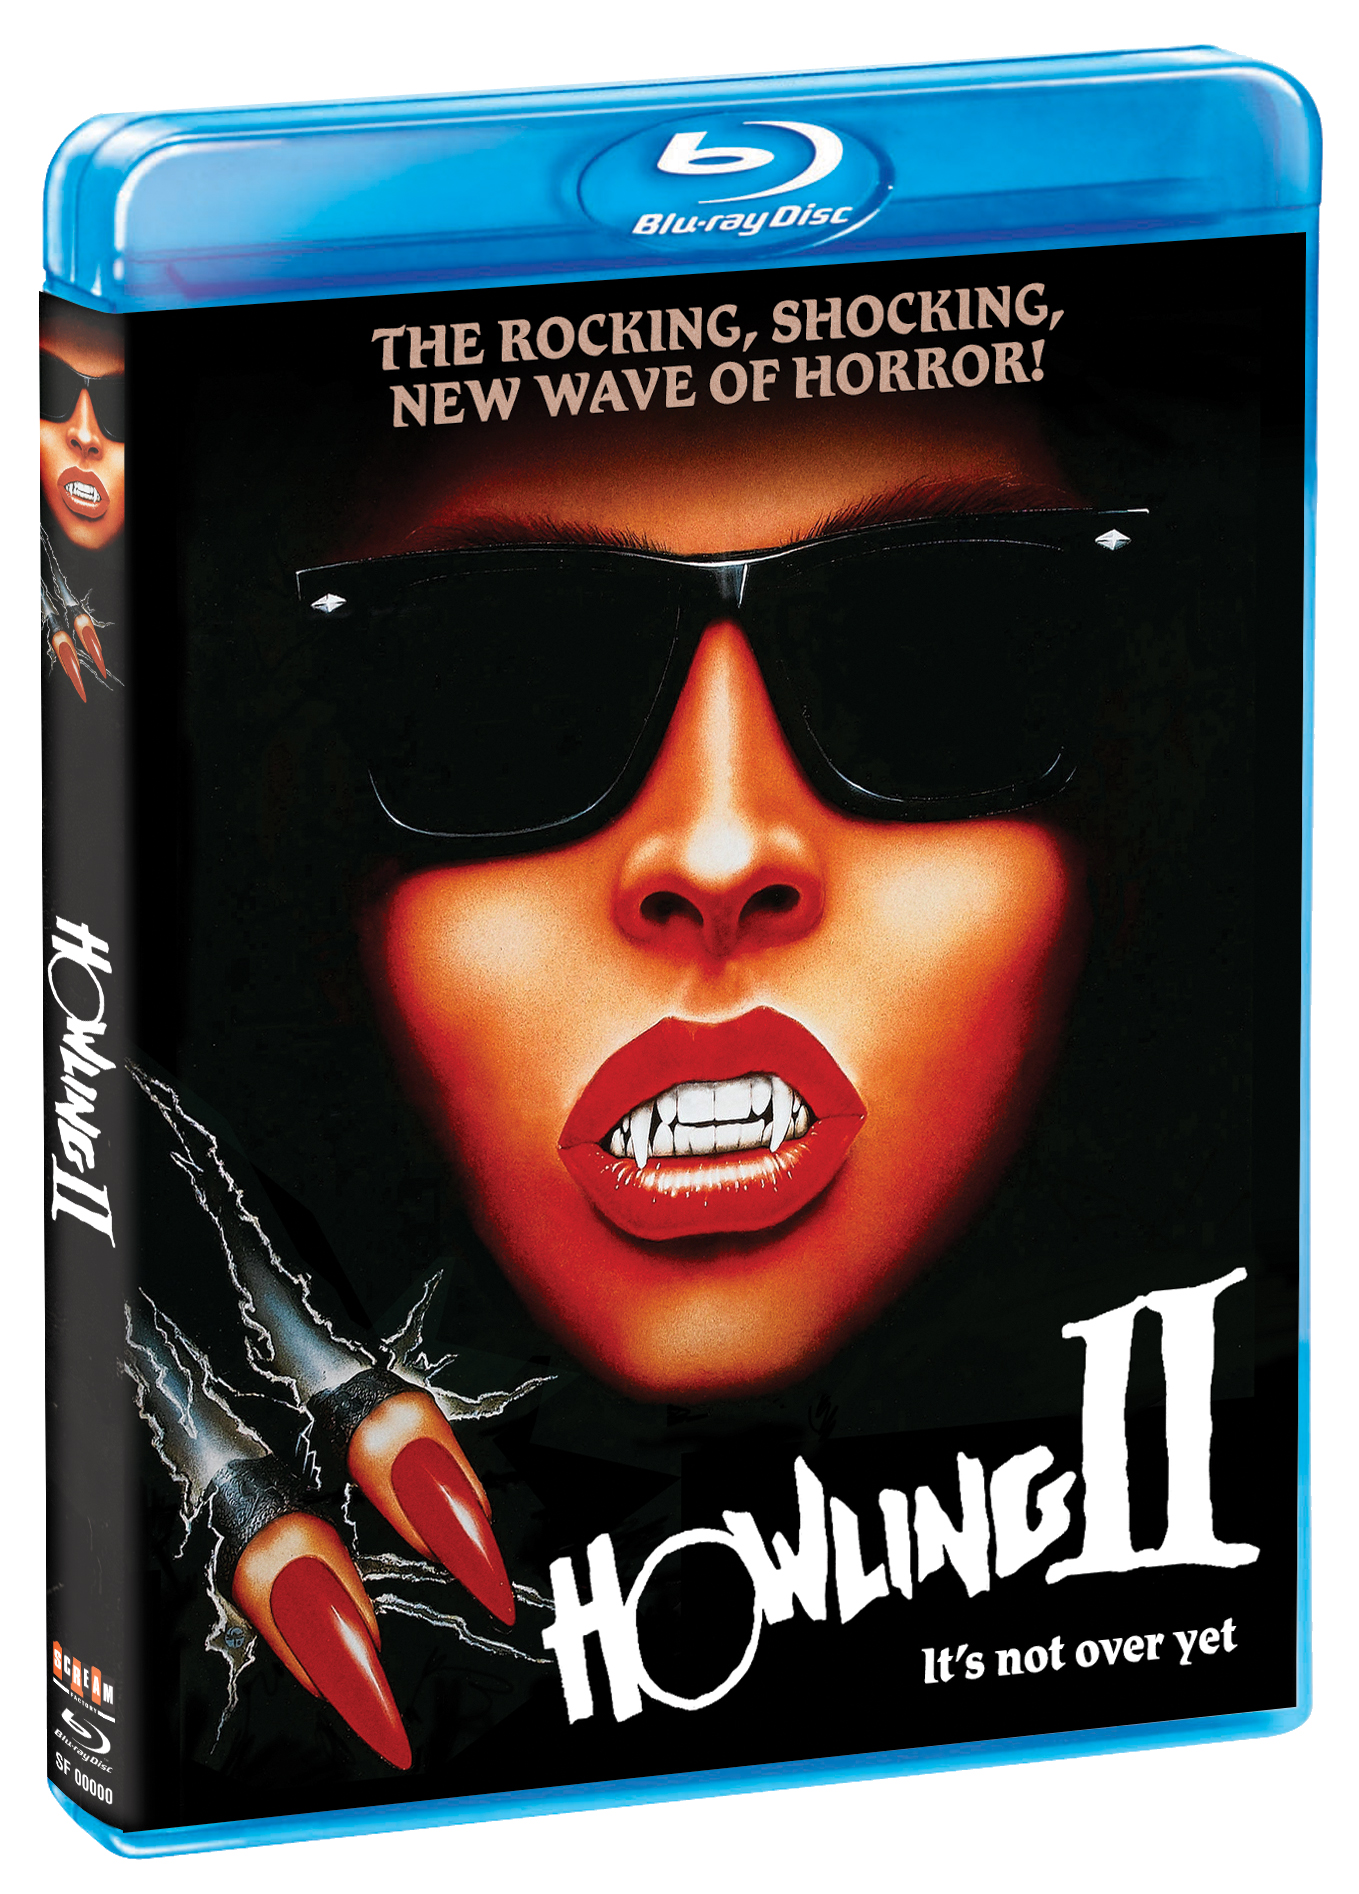 Blu-ray Disc
THE ROCKING, SHOCKING,
NEW WAVE OF HORROR!
HOWLING II
It's not over yet
HOWLING II
SCREAM
FACTORY
Blu-ray Disc
SF 00000